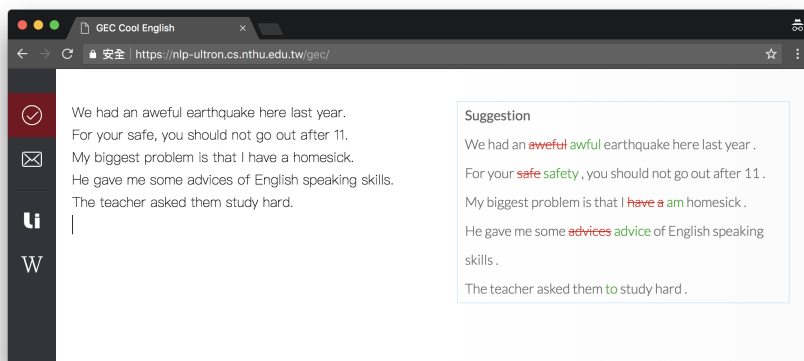 GEC Cool English
安全 https://nlp-ultron.cs.nthu.edu.tw/gec/
We had an aweful earthquake here last year.
For your safe, you should not go out after 11.
My biggest problem is that I have a homesick.
He gave me some advices of English speaking skills.
The teacher asked them study hard.
Suggestion
We had an aweful awful earthquake here last year .
For your safe safety , you should not go out after 11 .
My biggest problem is that I have a am homesick .
He gave me some advices advice of English speaking
skills .
The teacher asked them to study hard .
Li
W